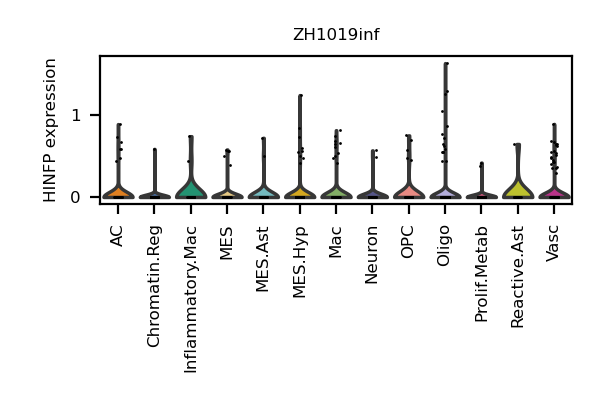 ZH1019inf
HINFP expression
1
0
AC
Chromatin.Reg
Inflammatory.Mac
MES
MES.Ast
MES.Hyp
Mac
Neuron
OPC
Oligo
Prolif.Metab
Reactive.Ast
Vasc